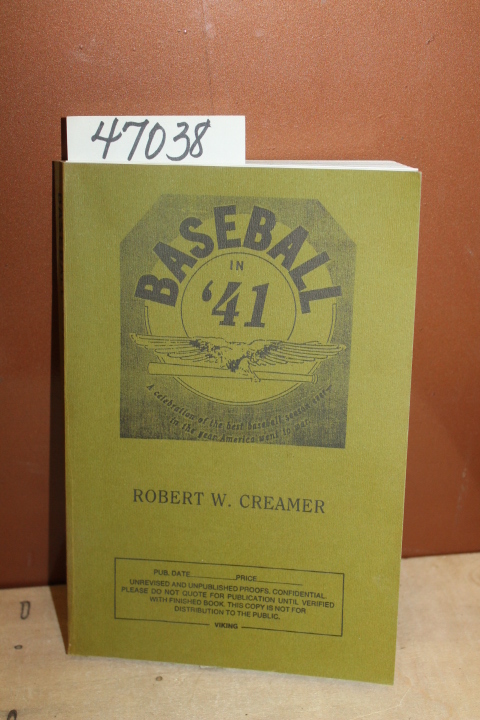 47038
BASEBALL
IN
'41
A celebration of the best baseball season ever—
in the year America went to war
ROBERT W. CREAMER
PUB. DATE PRICE
UNREVISED AND UNPUBLISHED PROOFS. CONFIDENTIAL.
PLEASE DO NOT QUOTE FOR PUBLICATION UNTIL VERIFIED
WITH FINISHED BOOK. THIS COPY IS NOT FOR
DISTRIBUTION TO THE PUBLIC.
VIKING